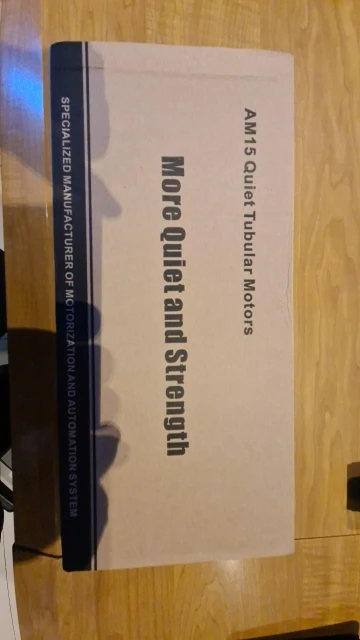 AM15 Quiet Tubular Motors
More Quiet and Strength
SPECIALIZED MANUFACTURER OF MOTORIZATION AND AUTOMATION SYSTEM